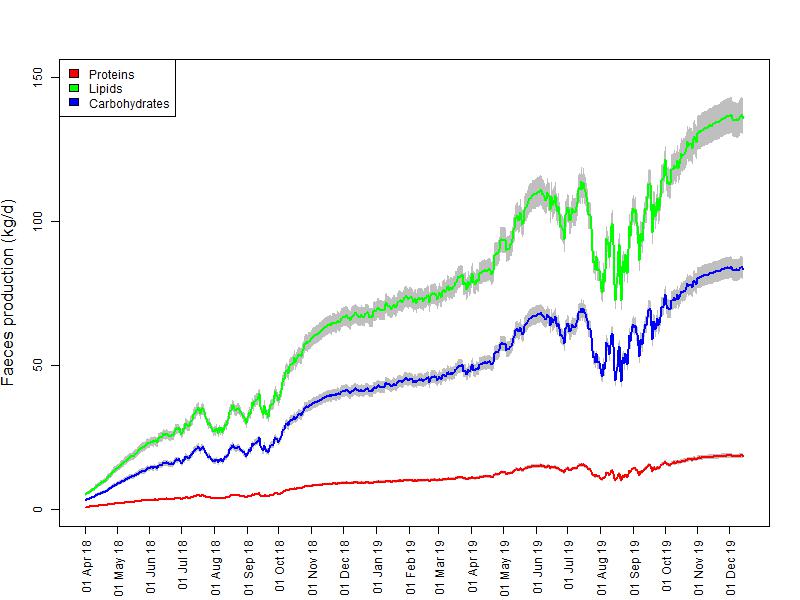 Proteins
Lipids
Carbohydrates
Faeces production (kg/d)
150
100
50
0
01 Apr 18
01 May 18
01 Jun 18
01 Jul 18
01 Aug 18
01 Sep 18
01 Oct 18
01 Nov 18
01 Dec 18
01 Jan 19
01 Feb 19
01 Mar 19
01 Apr 19
01 May 19
01 Jun 19
01 Jul 19
01 Aug 19
01 Sep 19
01 Oct 19
01 Nov 19
01 Dec 19